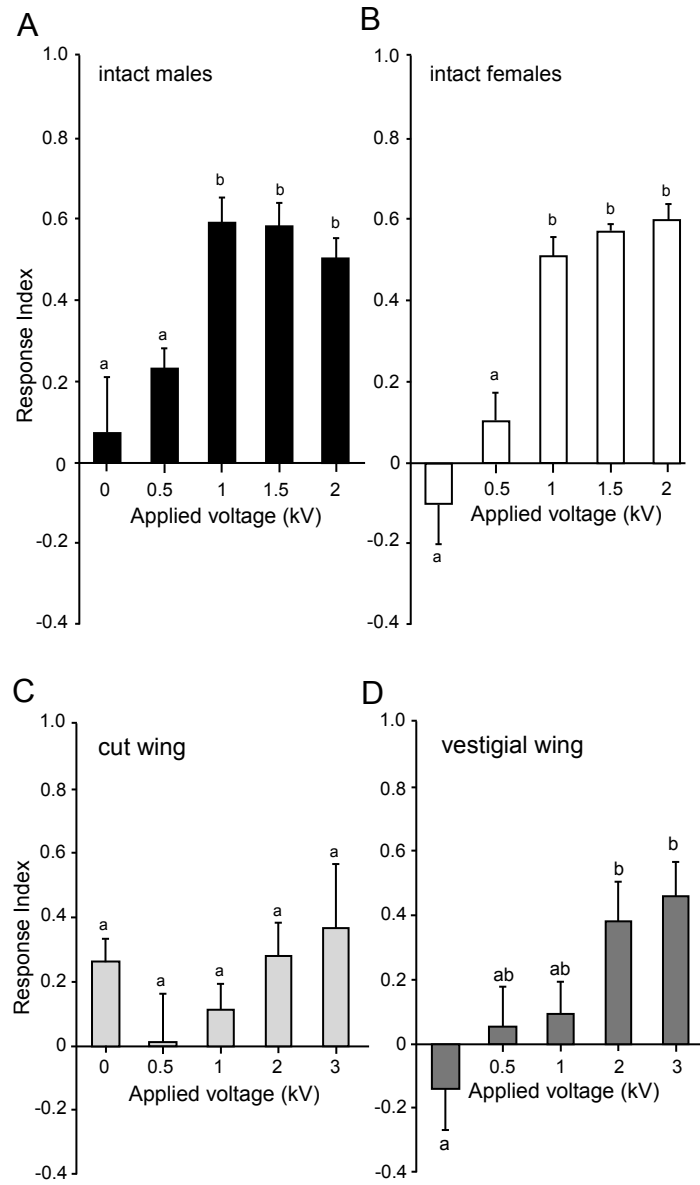 A
intact males
Response Index
1.0
0.8
0.6
0.4
0.2
0
-0.2
-0.4
a
a
b
b
b
0 0.5 1 1.5 2
Applied voltage (kV)
B
intact females
1.0
0.8
0.6
0.4
0.2
0
-0.2
-0.4
a
a
b
b
b
0.5 1 1.5 2
Applied voltage (kV)
C
cut wing
Response Index
1.0
0.8
0.6
0.4
0.2
0
-0.2
-0.4
a
a
a
a
a
0 0.5 1 2 3
Applied voltage (kV)
D
vestigial wing
1.0
0.8
0.6
0.4
0.2
0
-0.2
-0.4
a
ab
ab
b
b
0.5 1 2 3
Applied voltage (kV)